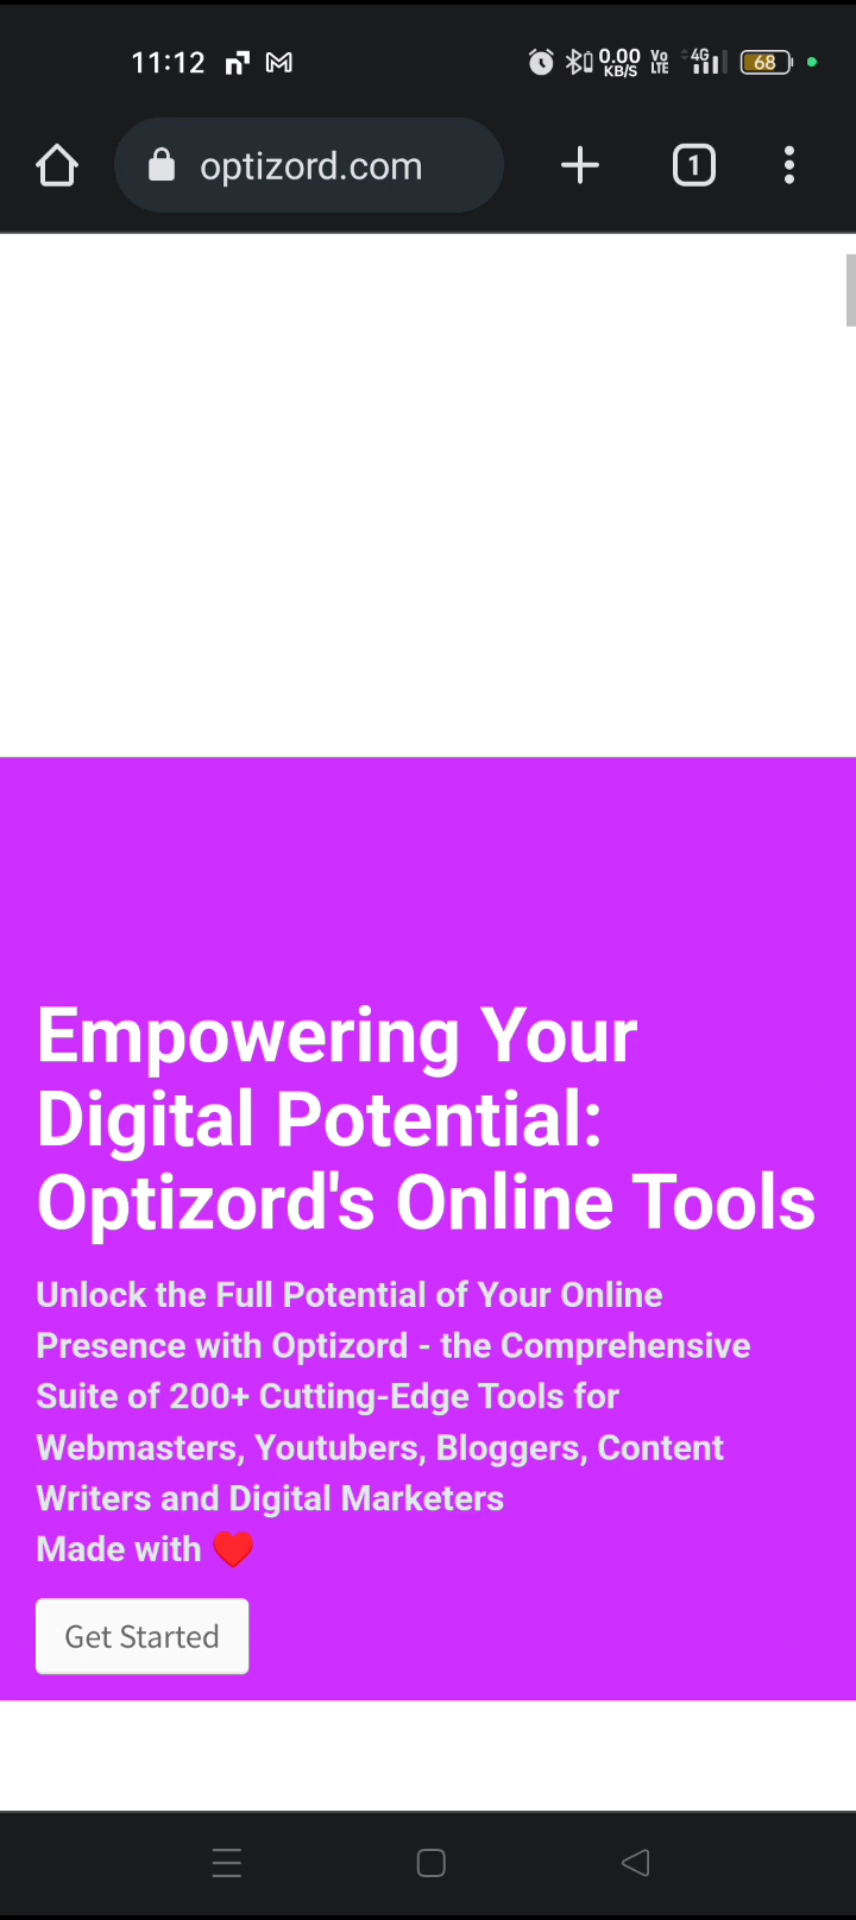 11:12
0.00
KB/S
Vo
LTE
4G
68
optizord.com
1
Empowering Your
Digital Potential:
Optizord's Online Tools
Unlock the Full Potential of Your Online
Presence with Optizord - the Comprehensive
Suite of 200+ Cutting-Edge Tools for
Webmasters, Youtubers, Bloggers, Content
Writers and Digital Marketers
Made with ❤️
Get Started